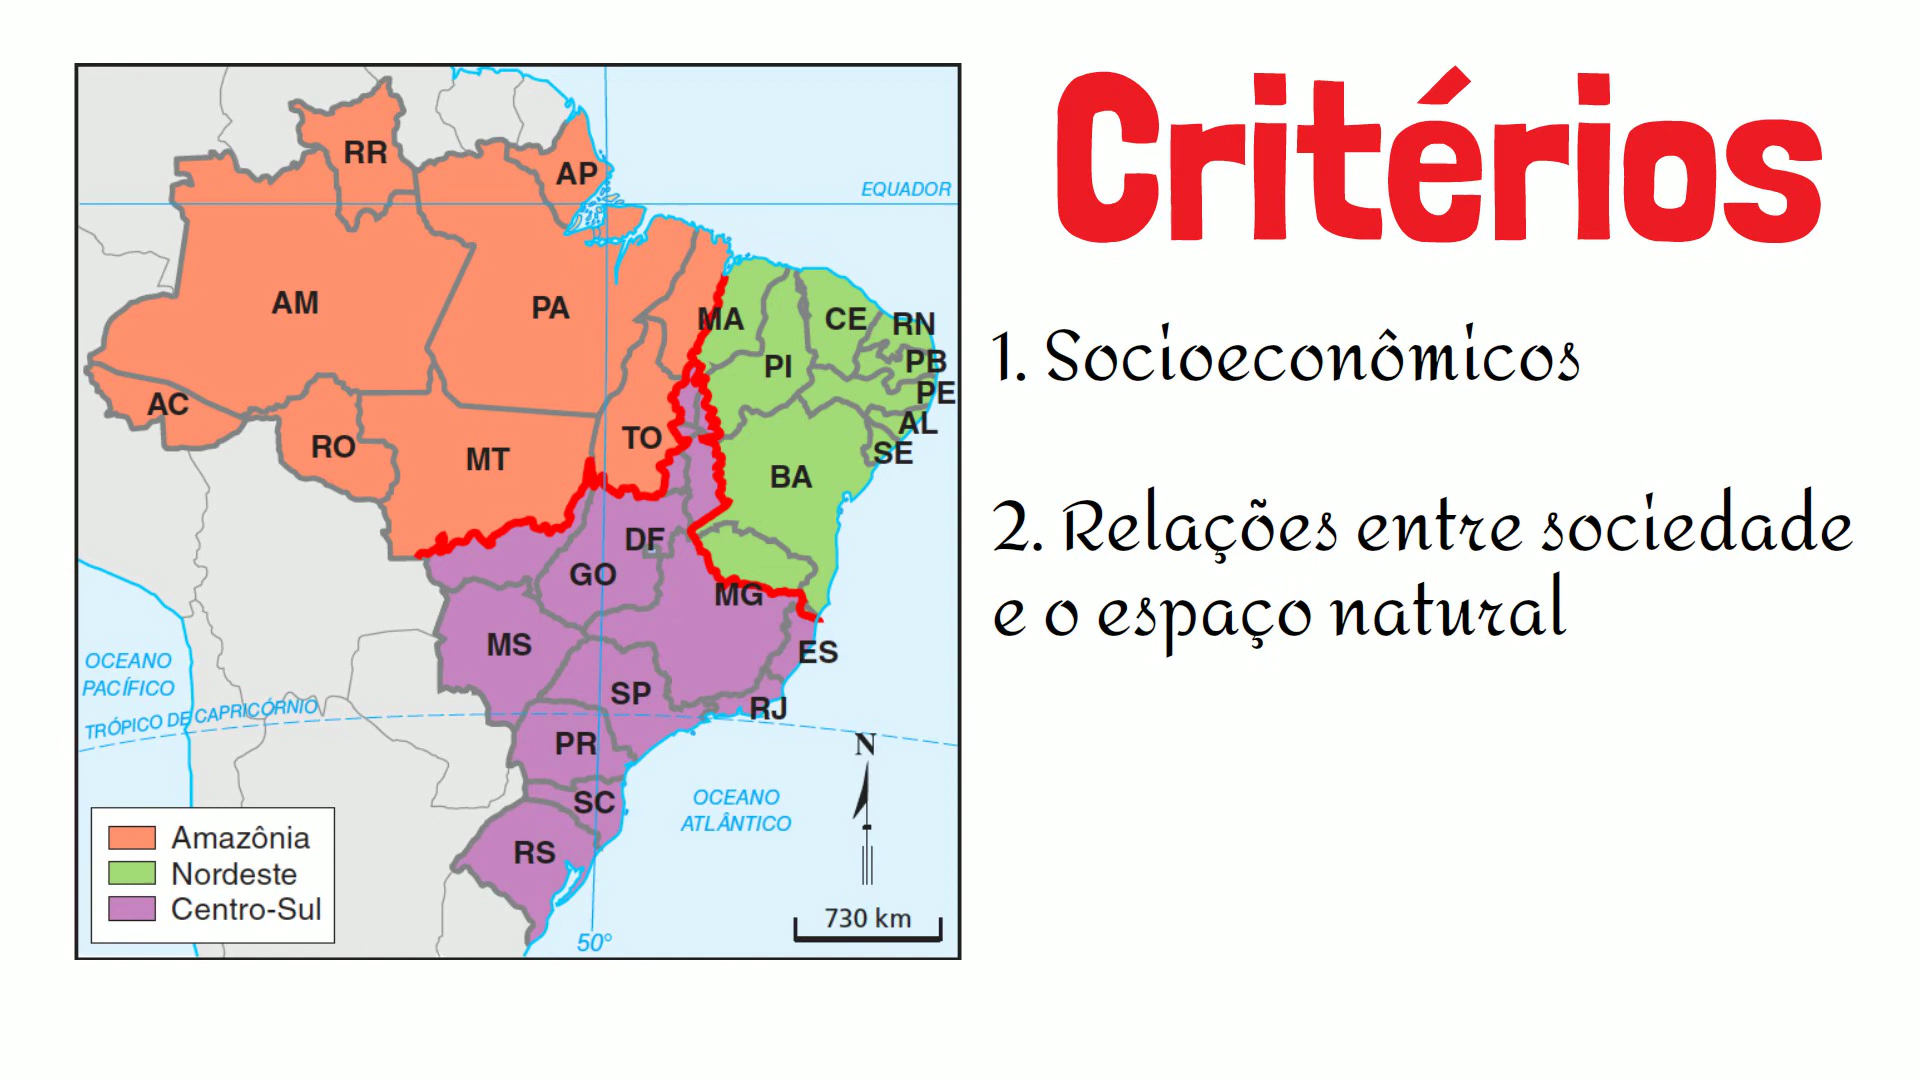 Critérios
1. Socioeconômicos
2. Relações entre sociedade
e o espaço natural
RR
AP
EQUADOR
AM
PA
MA
CE
RN
PI
PB
PE
AC
AL
TO
RO
SE
MT
BA
DF
GO
MG
MS
ES
OCEANO
PACÍFICO
SP
TRÓPICO DE CAPRICÓRNIO
RJ
PR
N
SC
OCEANO
ATLÂNTICO
RS
Amazônia
Nordeste
Centro-Sul
730 km
50°